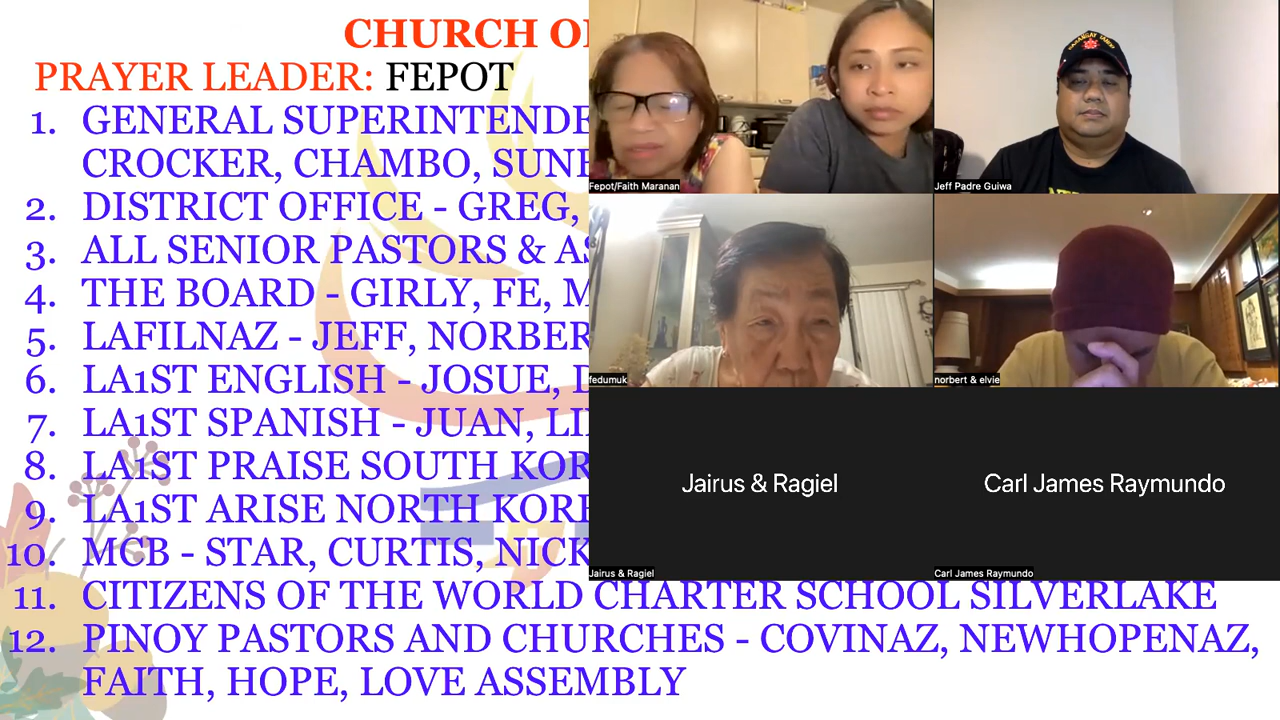 CHURCH O
PRAYER LEADER: FEPOT
1. GENERAL SUPERINTENDE
CROCKER, CHAMBO,
2. DISTRICT OFFICE - GREG,
3. ALL SENIOR PASTORS &
4. THE BOARD - GIRLY, FE,
5. LAFILNAZ - JEFF, NORBER
6. LA1ST ENGLISH - JOSUE,
7. LA1ST SPANISH - JUAN,
8. LA1ST PRAISE SOUTH KOR
9. LA1ST ARISE NORTH KORE
10. MCB - STAR, CURTIS, NICK
11. CITIZENS OF THE WORLD CHARTER SCHOOL SILVERLAKE
12. PINOY PASTORS AND CHURCHES - COVINAZ, NEWHOPENAZ,
FAITH, HOPE, LOVE ASSEMBLY
Fepot/Faith Maranan
Jeff Padre Guiwa
fedumuk
norbert & elvie
Jairus & Ragiel
Carl James Raymundo
Jairus & Ragiel
Carl James Raymundo